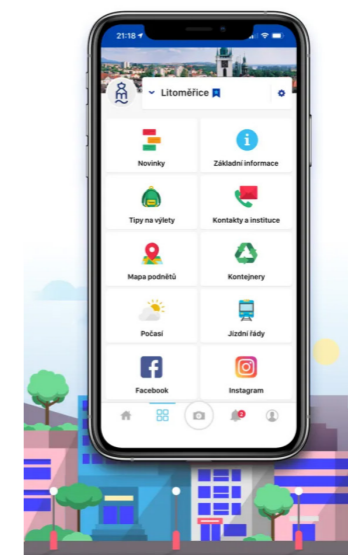 21:18
Litoměřice
Novinky
Základní informace
Tipy na výlety
Kontakty a instituce
Mapa podnětů
Kontejnery
Počasí
Jízdní řády
Facebook
Instagram
2